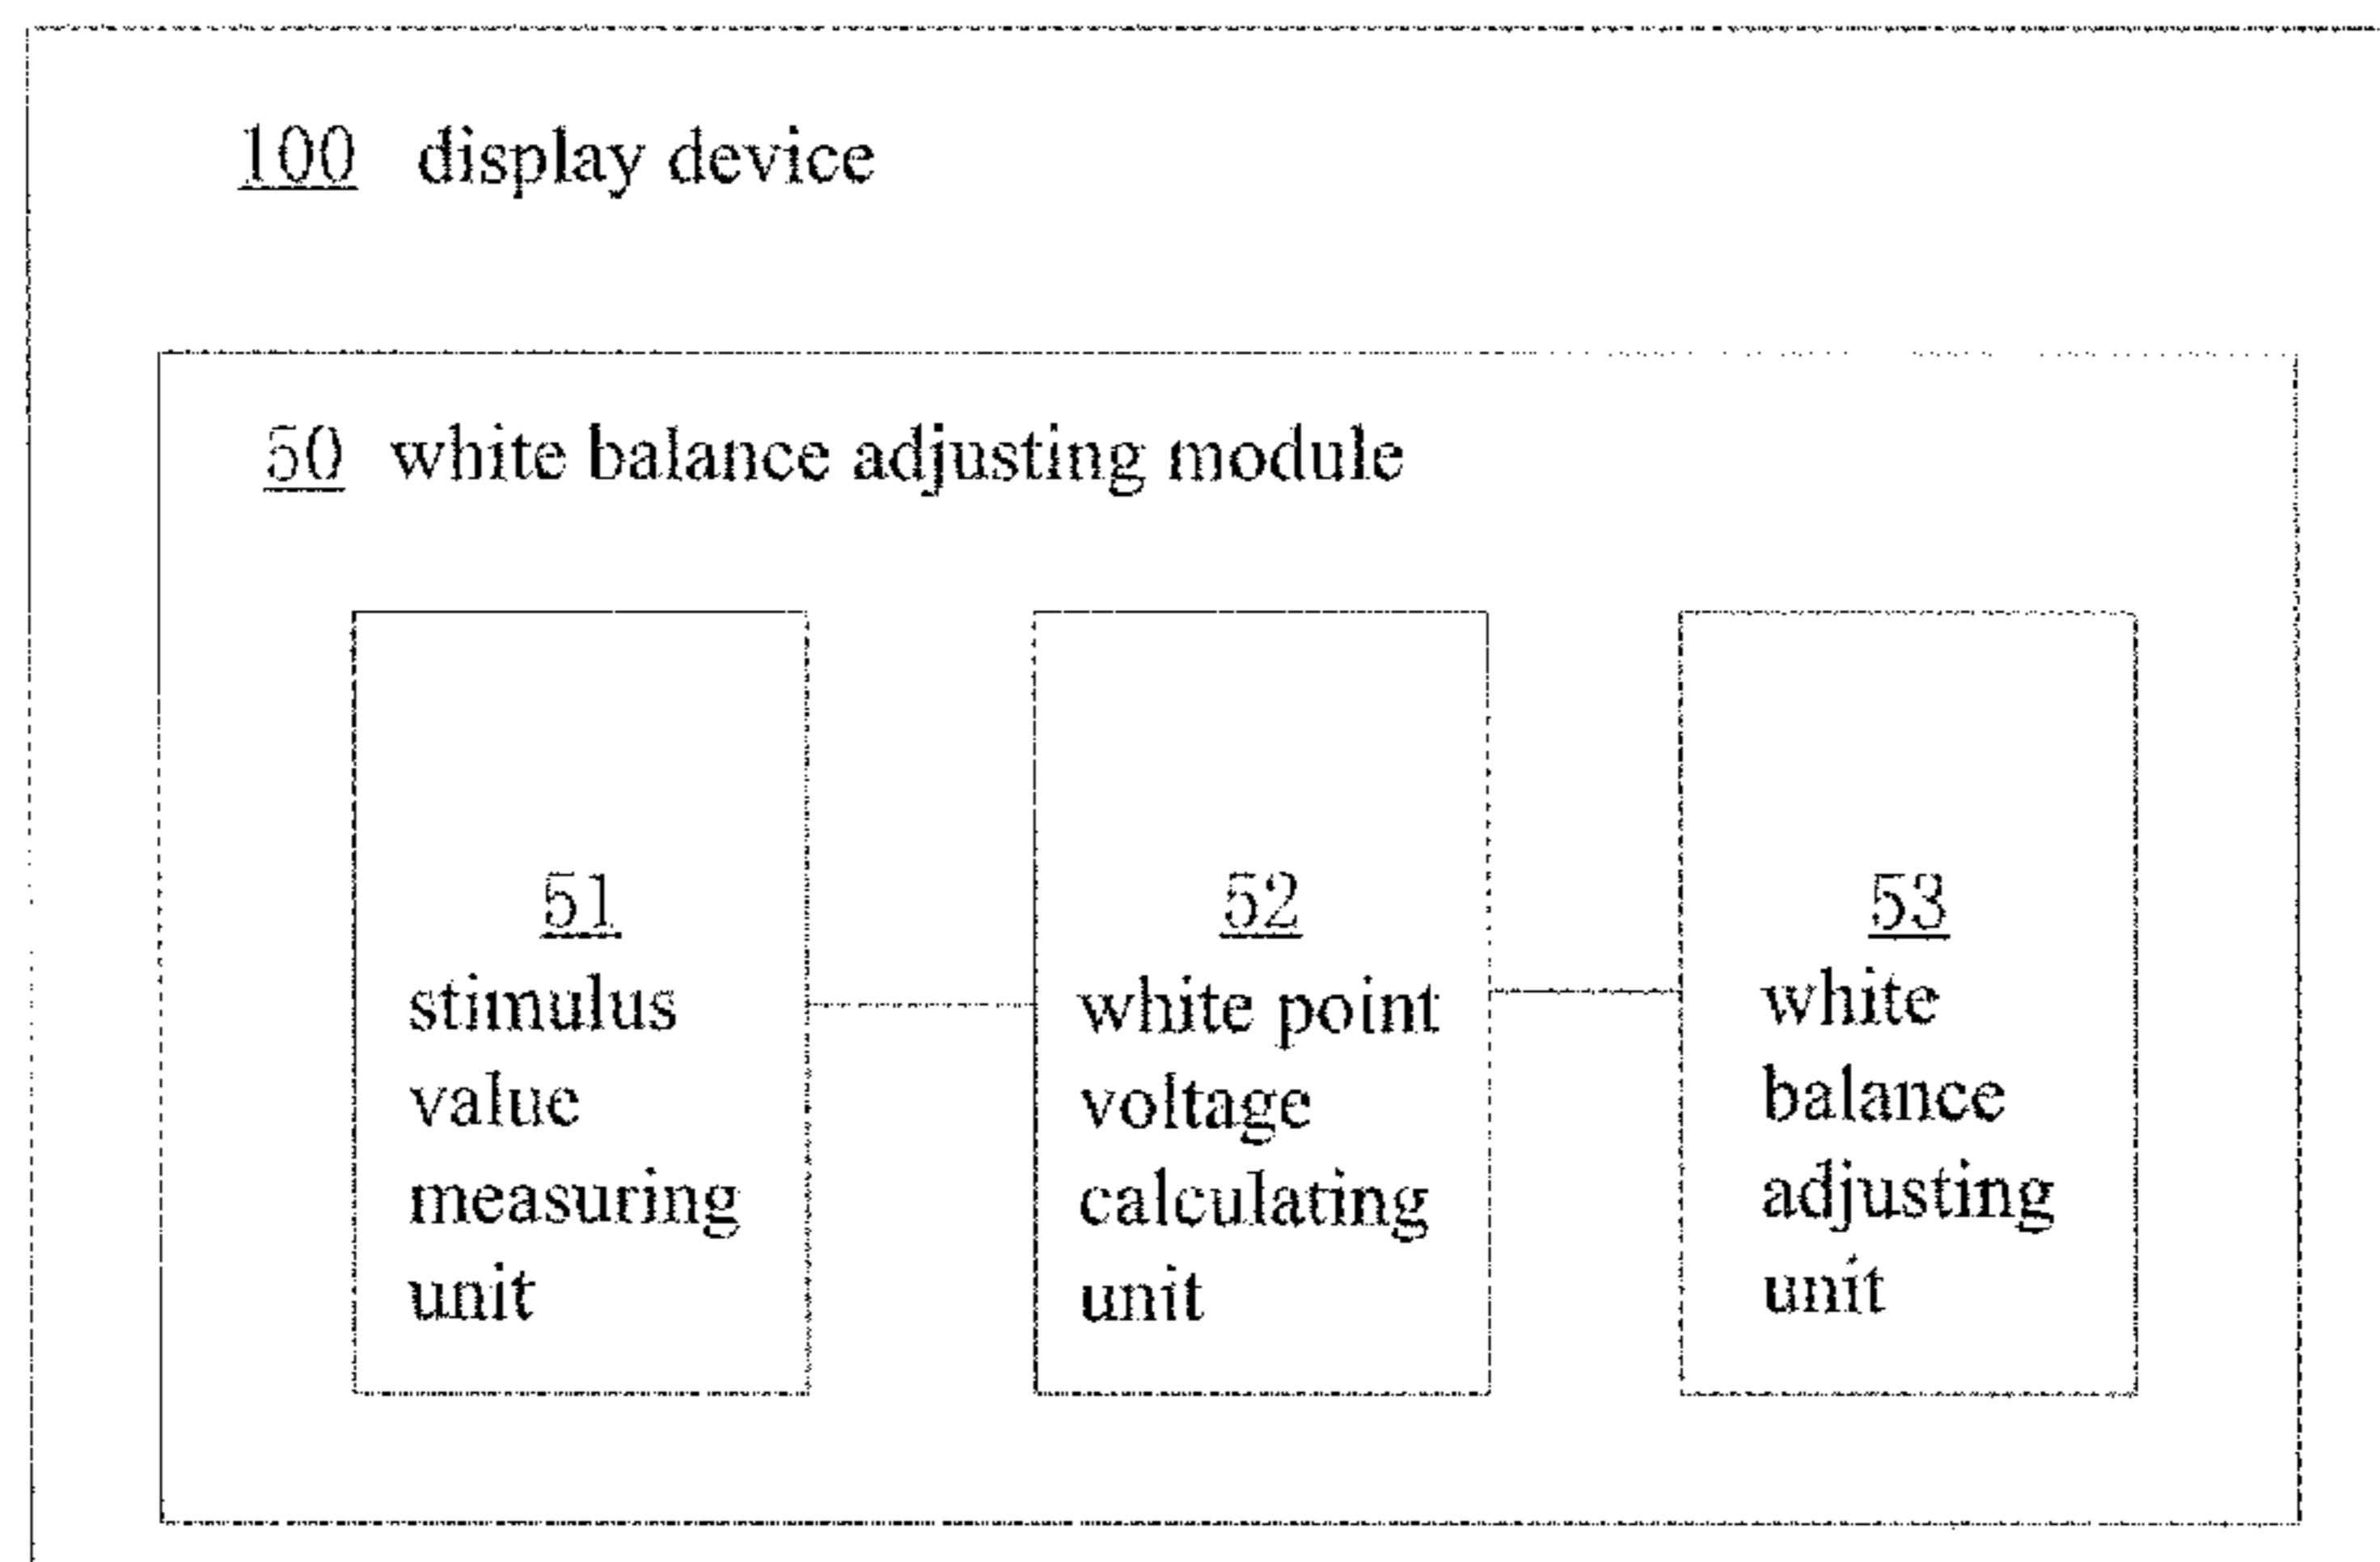 100 display device
50 white balance adjusting module
51
stimulus
value
measuring
unit
52
white point
voltage
calculating
unit
53
white
balance
adjusting
unit